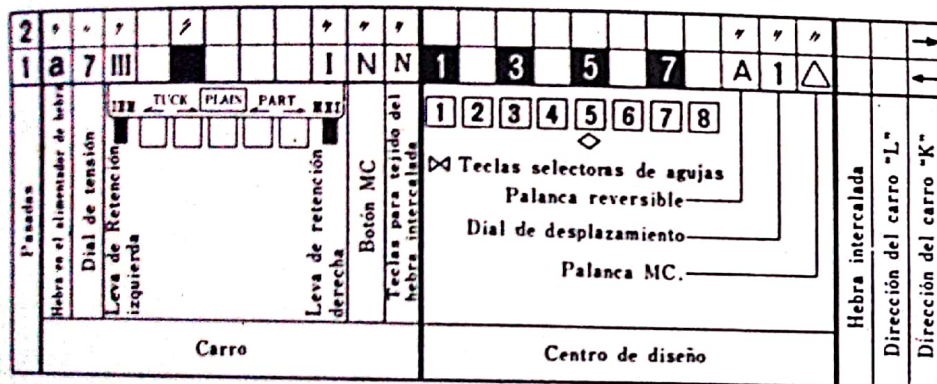 2 〃 〃 〃 〃 〃 〃 〃 〃 〃 〃 →
1 a 7 III I N N 1 3 5 7 A 1 △ ←
TUCK PLAIN PART
1 2 3 4 5 6 7 8
Teclas selectoras de agujas
Palanca reversible
Dial de desplazamiento
Palanca MC.
Pasadas
Hebra en el alimentador de hebra
Dial de tensión
Leva de Retención
izquierda
Leva de retención
derecha
Botón MC
Teclas para tejido del
hebra intercalada
Hebra intercalada
Dirección del carro "L"
Dirección del carro "K"
Carro
Centro de diseño